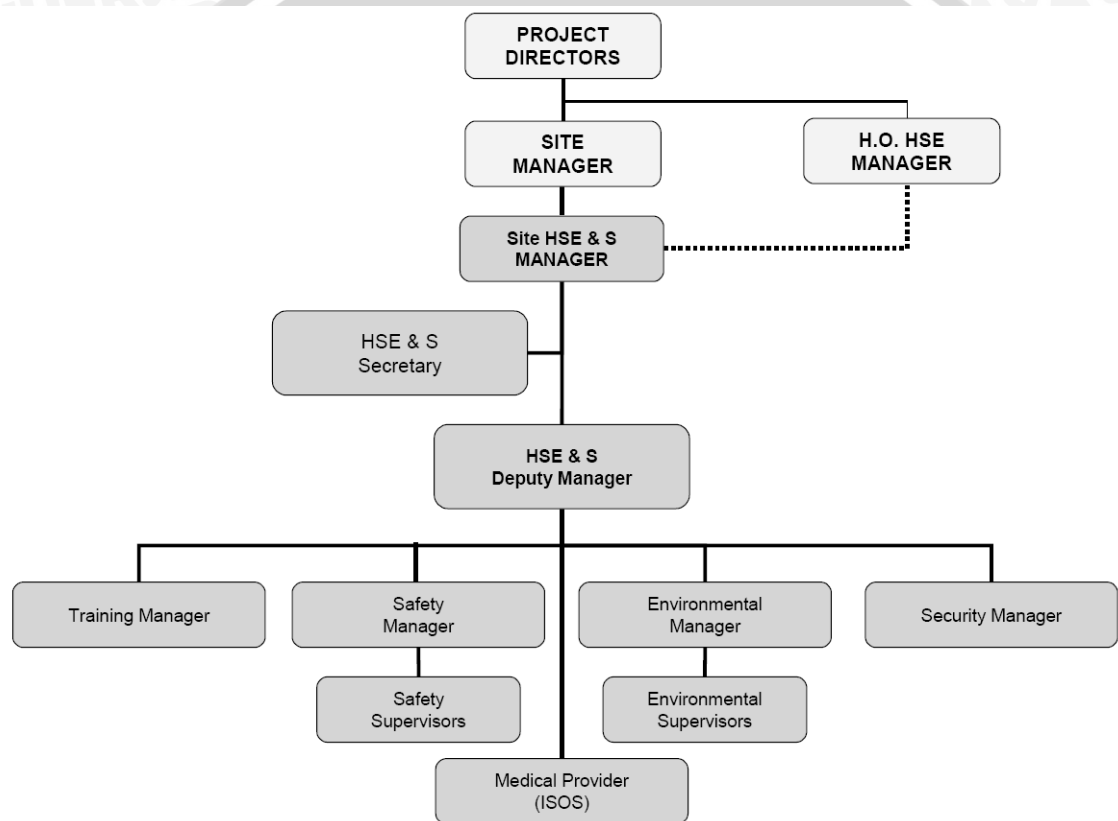 PROJECT
DIRECTORS
SITE
MANAGER
H.O. HSE
MANAGER
Site HSE & S
MANAGER
HSE & S
Secretary
HSE & S
Deputy Manager
Training Manager
Safety
Manager
Environmental
Manager
Security Manager
Safety
Supervisors
Environmental
Supervisors
Medical Provider
(ISOS)